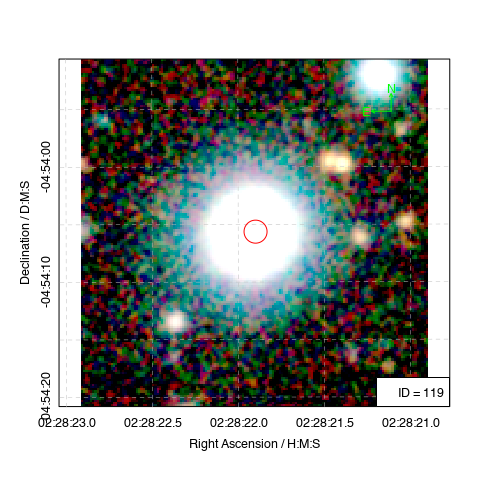 N
-04:54:00
-04:54:10
-04:54:20
Declination / D:M:S
ID = 119
02:28:23.0 02:28:22.5 02:28:22.0 02:28:21.5 02:28:21.0
Right Ascension / H:M:S